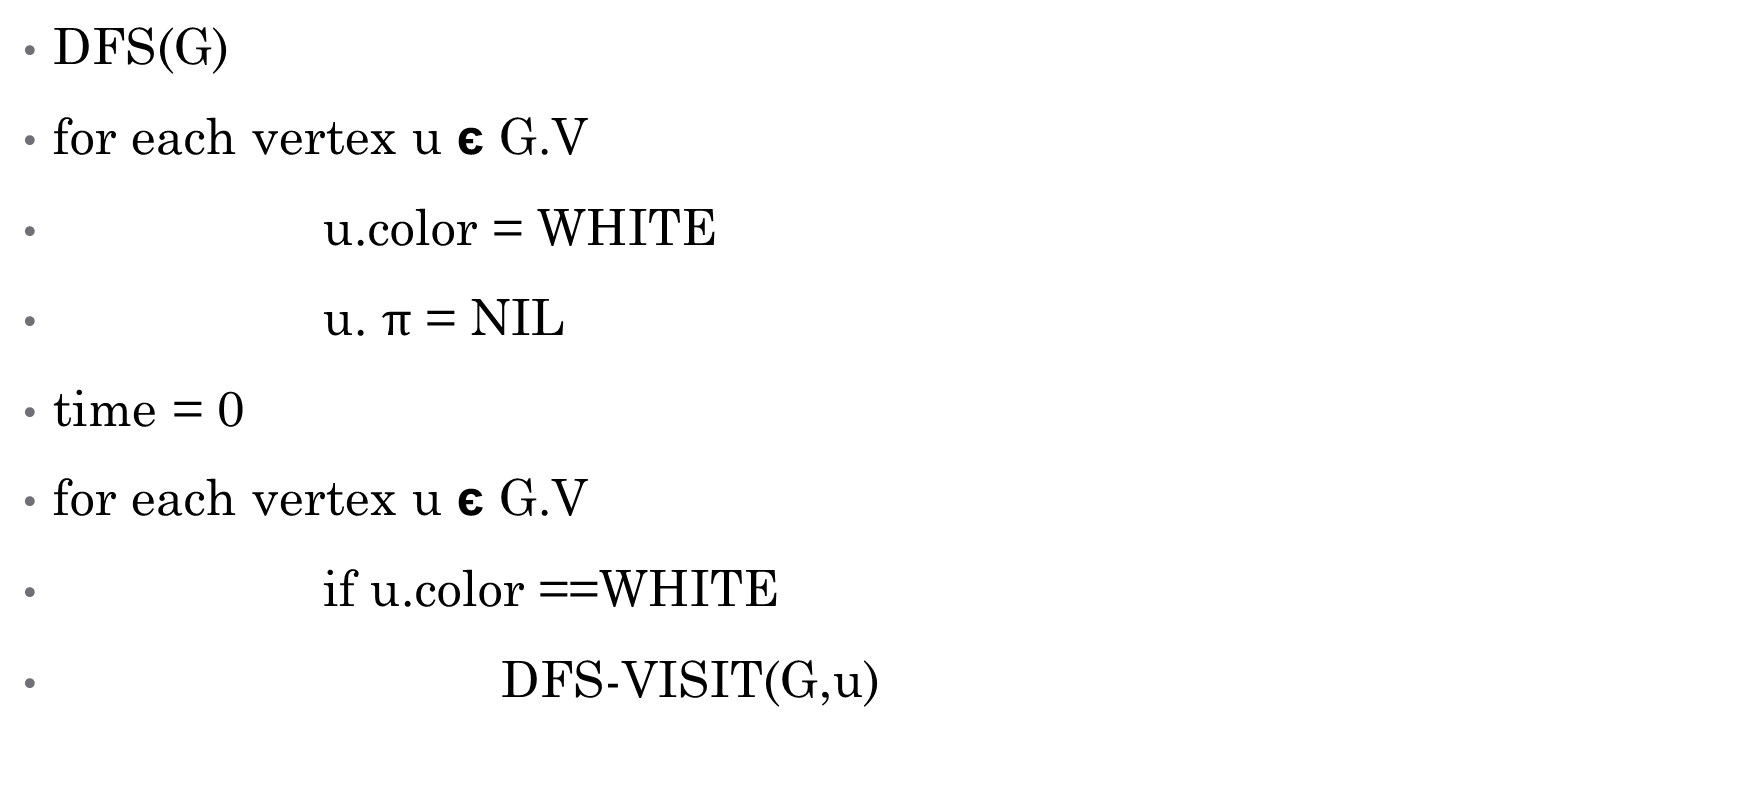 • DFS(G)
• for each vertex u є G.V
• u.color = WHITE
• u. π = NIL
• time = 0
• for each vertex u є G.V
• if u.color ==WHITE
• DFS-VISIT(G,u)